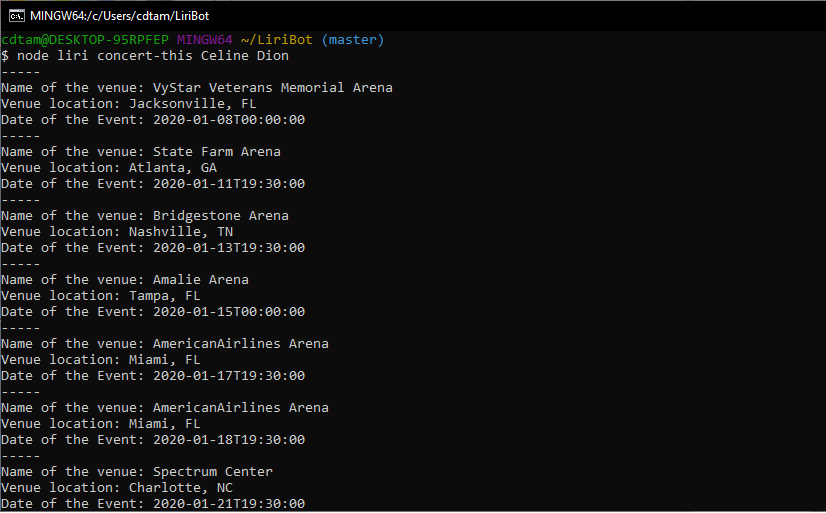 MINGW64:/c/Users/cdtam/LiriBot
cdtam@DESKTOP-95RPFEP MINGW64 ~/LiriBot (master)
$ node liri concert-this Celine Dion
-----
Name of the venue: VyStar Veterans Memorial Arena
Venue location: Jacksonville, FL
Date of the Event: 2020-01-08T00:00:00
-----
Name of the venue: State Farm Arena
Venue location: Atlanta, GA
Date of the Event: 2020-01-11T19:30:00
-----
Name of the venue: Bridgestone Arena
Venue location: Nashville, TN
Date of the Event: 2020-01-13T19:30:00
-----
Name of the venue: Amalie Arena
Venue location: Tampa, FL
Date of the Event: 2020-01-15T00:00:00
-----
Name of the venue: AmericanAirlines Arena
Venue location: Miami, FL
Date of the Event: 2020-01-17T19:30:00
-----
Name of the venue: AmericanAirlines Arena
Venue location: Miami, FL
Date of the Event: 2020-01-18T19:30:00
-----
Name of the venue: Spectrum Center
Venue location: Charlotte, NC
Date of the Event: 2020-01-21T19:30:00